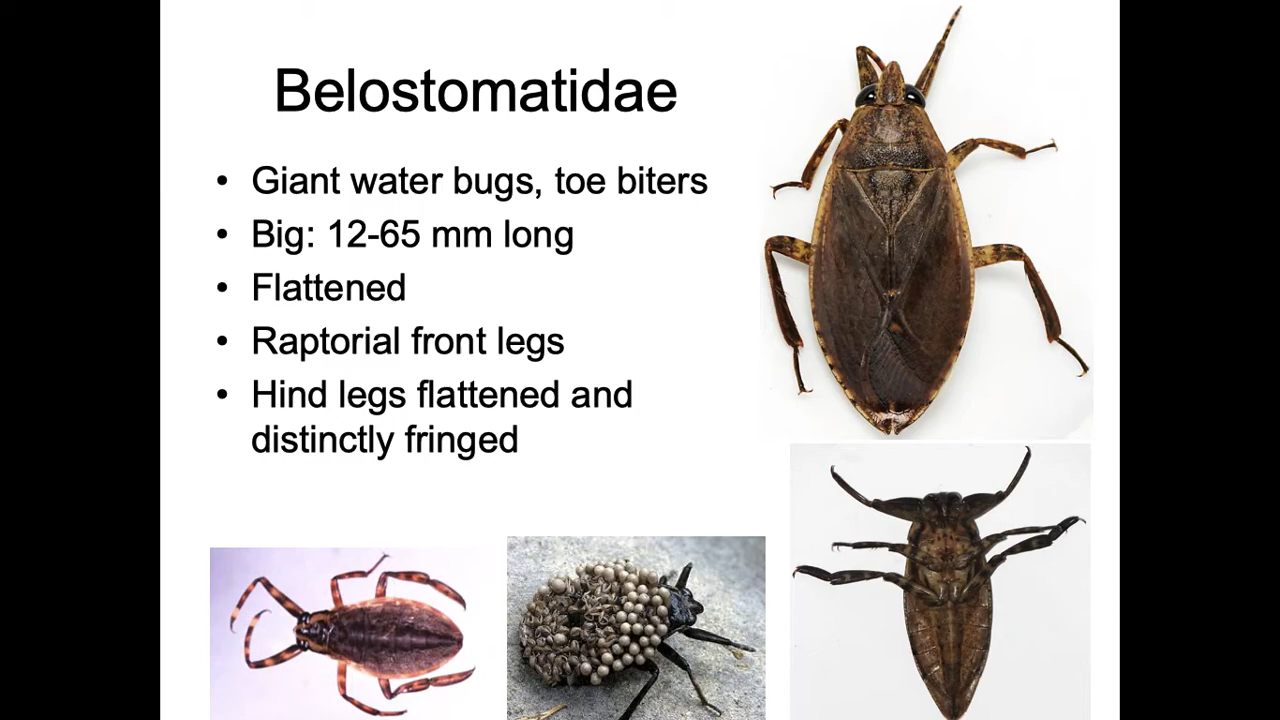 Belostomatidae
• Giant water bugs, toe biters
• Big: 12-65 mm long
• Flattened
• Raptorial front legs
• Hind legs flattened and
distinctly fringed